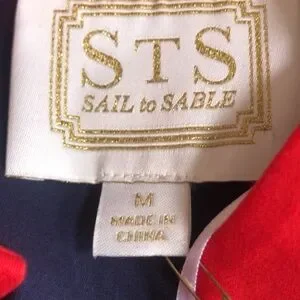 STS
SAIL to SABLE
M
MADE IN
CHINA